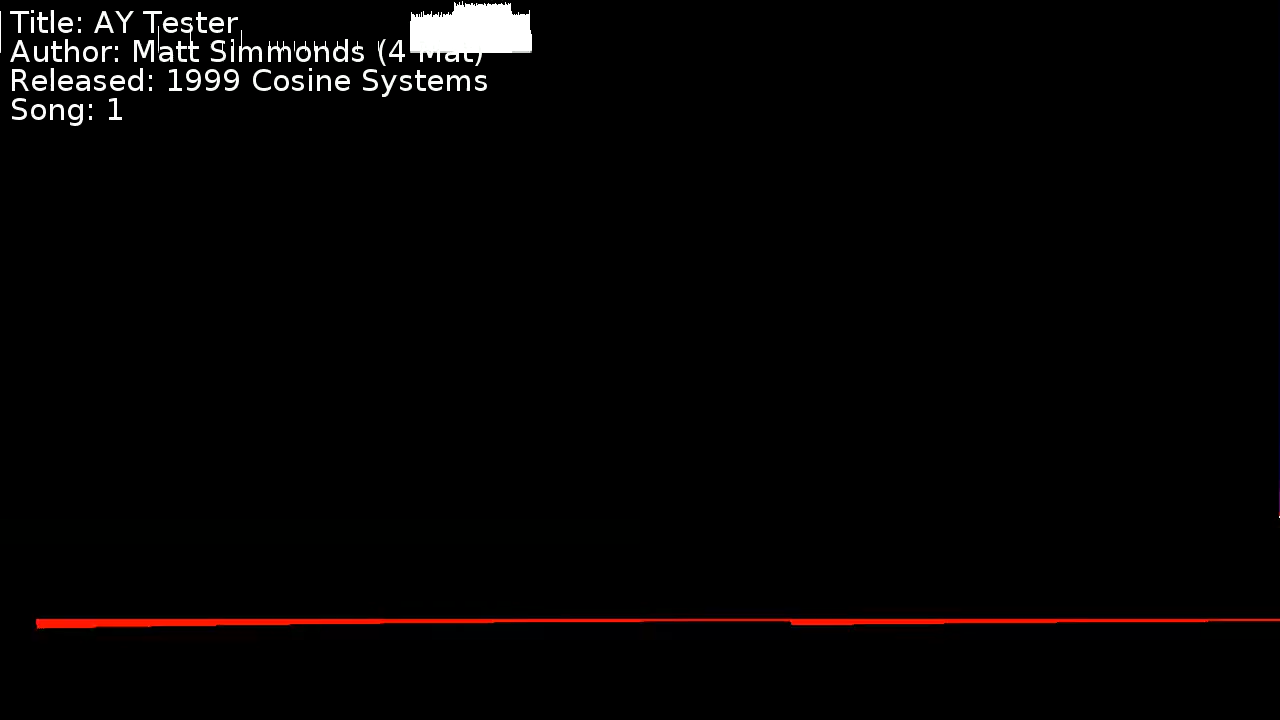 Title: AY Tester
Author: Matt Simmonds (4 Mat)
Released: 1999 Cosine Systems
Song: 1